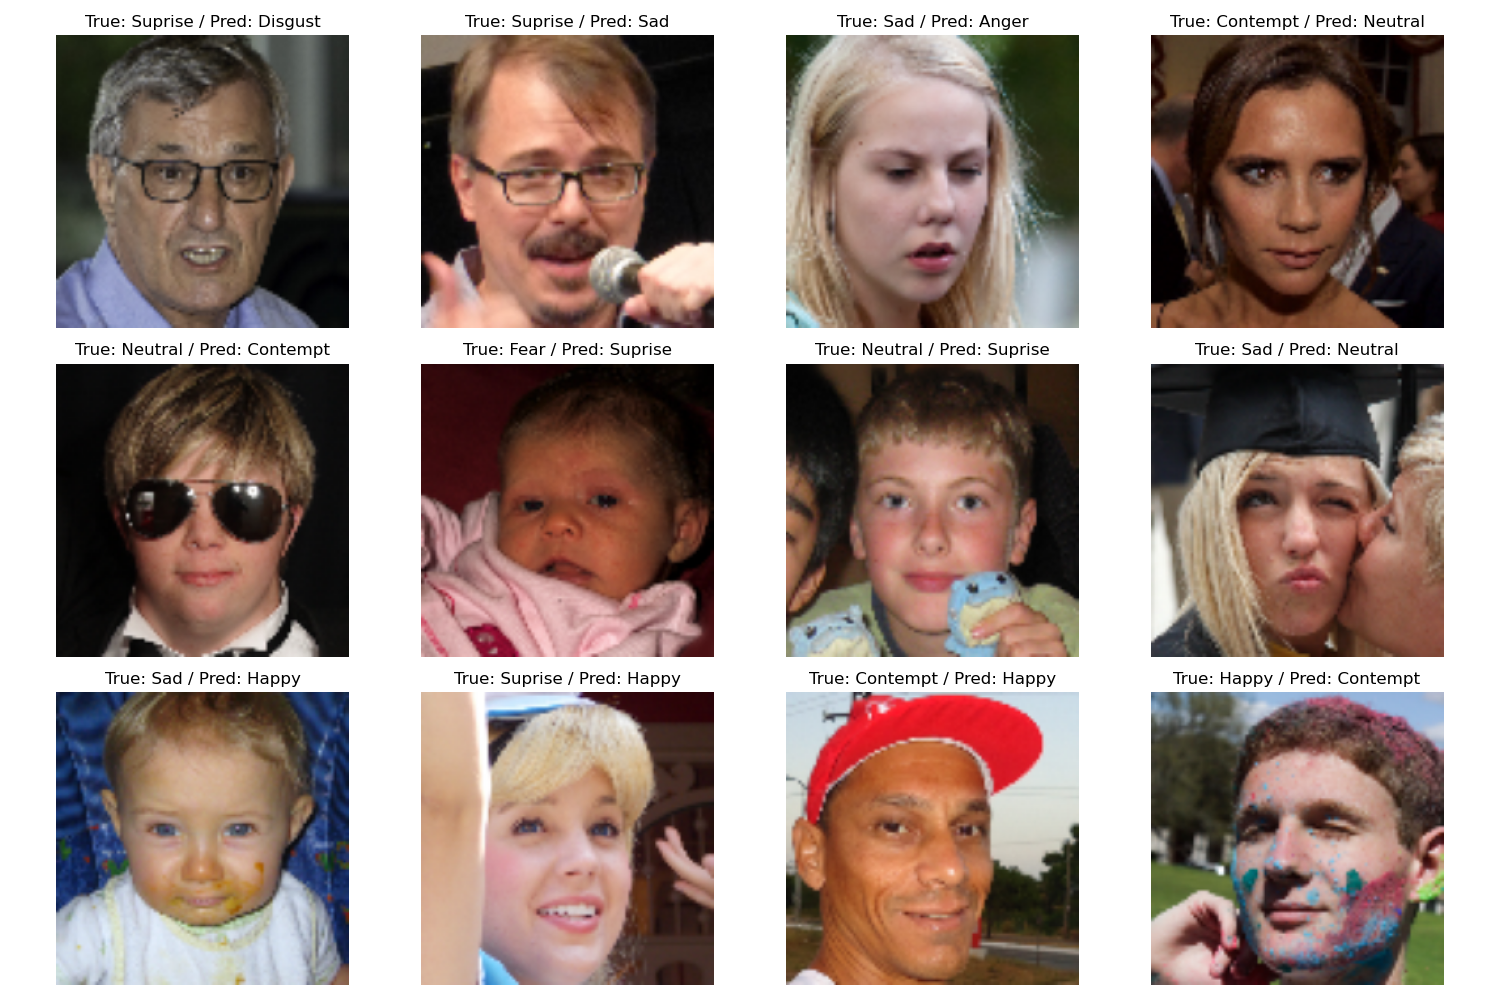 True: Suprise / Pred: Disgust
True: Suprise / Pred: Sad
True: Sad / Pred: Anger
True: Contempt / Pred: Neutral
True: Neutral / Pred: Contempt
True: Fear / Pred: Suprise
True: Neutral / Pred: Suprise
True: Sad / Pred: Neutral
True: Sad / Pred: Happy
True: Suprise / Pred: Happy
True: Contempt / Pred: Happy
True: Happy / Pred: Contempt